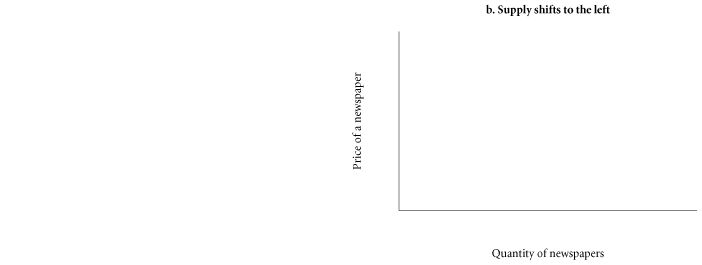 b. Supply shifts to the left
Price of a newspaper
Quantity of newspapers